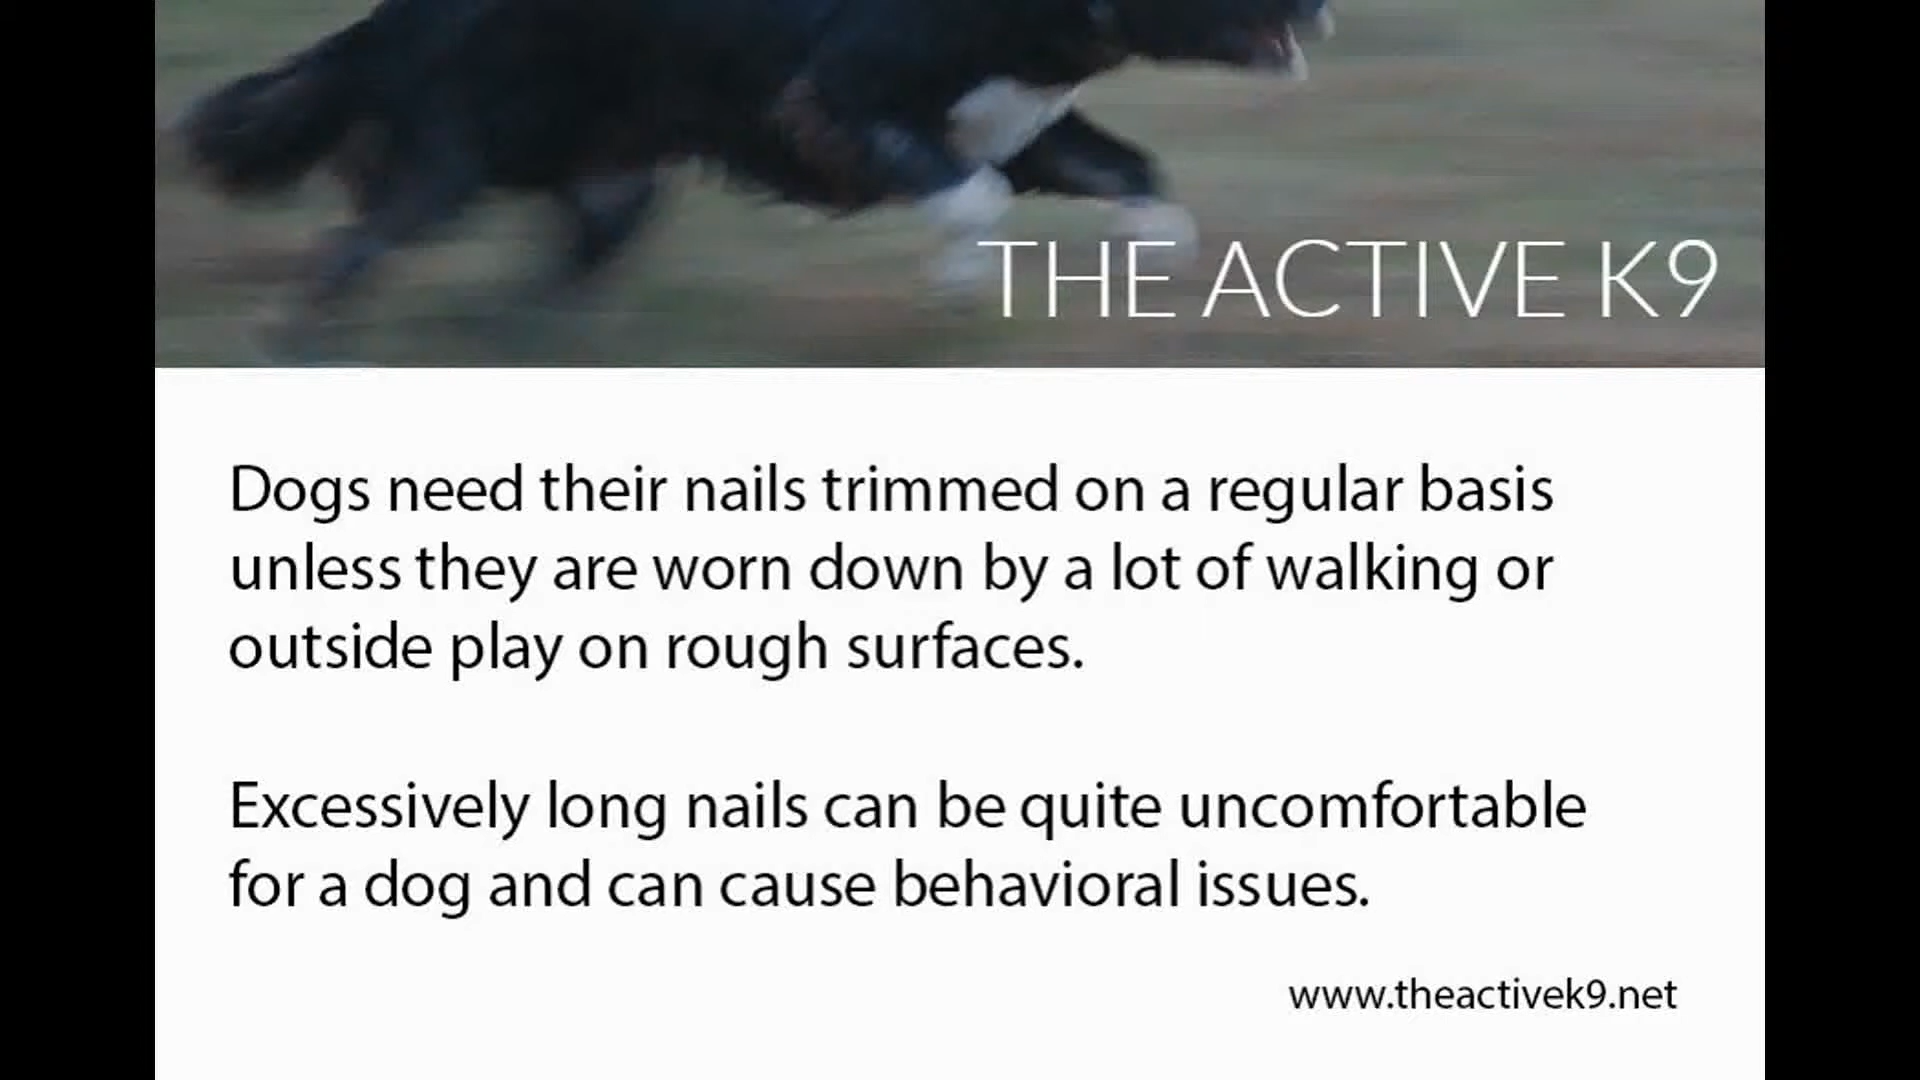 THE ACTIVE K9
Dogs need their nails trimmed on a regular basis
unless they are worn down by a lot of walking or
outside play on rough surfaces.
Excessively long nails can be quite uncomfortable
for a dog and can cause behavioral issues.
www.theactivek9.net